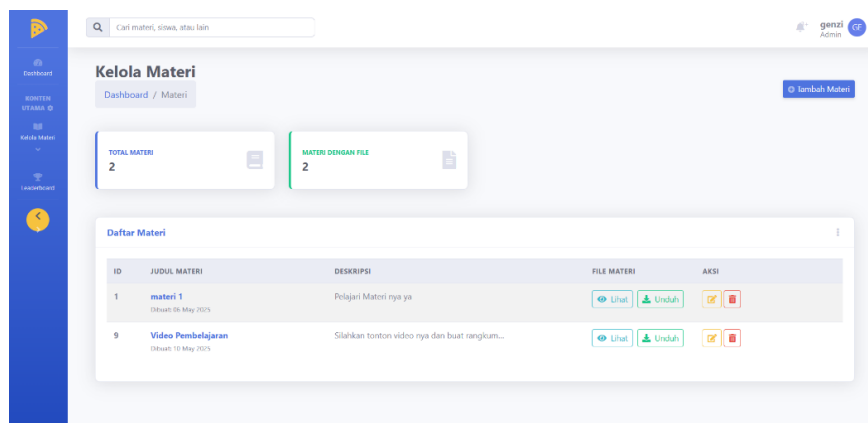 Cari materi, siswa, atau lain
genzi
Admin
GE
Dashboard
KONTEN
UTAMA
Kelola Materi
Leaderboard
Kelola Materi
Dashboard / Materi
Tambah Materi
TOTAL MATERI
2
MATERI DENGAN FILE
2
Daftar Materi
ID JUDUL MATERI DESKRIPSI FILE MATERI AKSI
1 materi 1 Pelajari Materi nya ya Lihat Unduh
Dibuat: 06 May 2025
9 Video Pembelajaran Silahkan tonton video nya dan buat rangkum... Lihat Unduh
Dibuat: 10 May 2025